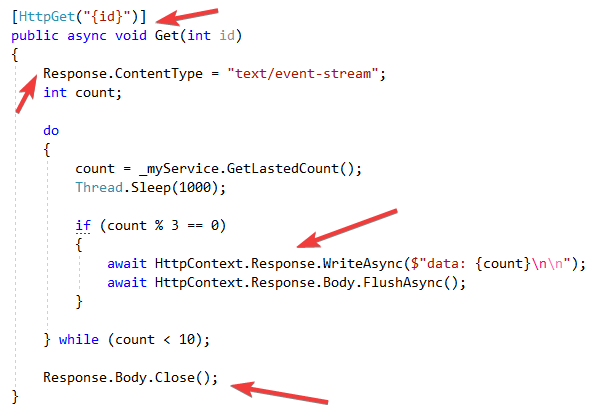 [HttpGet("{id}")]
public async void Get(int id)
{
Response.ContentType = "text/event-stream";
int count;
do
{
count = _myService.GetLastedCount();
Thread.Sleep(1000);
if (count % 3 == 0)
{
await HttpContext.Response.WriteAsync($"data: {count}\n\n");
await HttpContext.Response.Body.FlushAsync();
}
} while (count < 10);
Response.Body.Close();
}